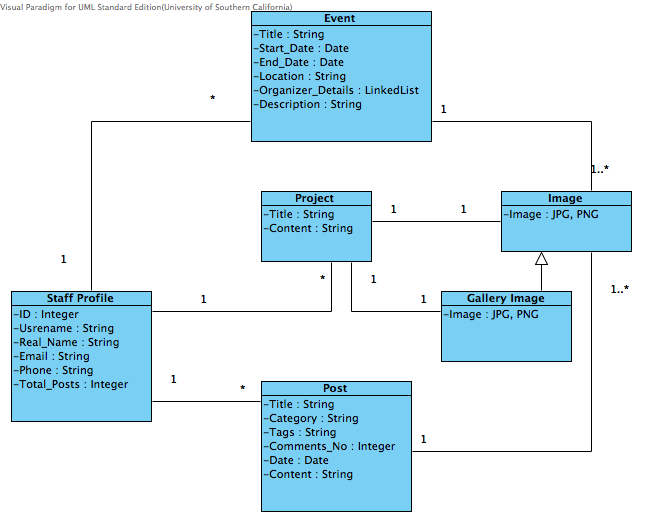 Visual Paradigm for UML Standard Edition(University of Southern California)
Event
-Title : String
-Start_Date : Date
-End_Date : Date
-Location : String
-Organizer_Details : LinkedList
-Description : String
*
1
1..*
Project
-Title : String
-Content : String
1
1
Image
-Image : JPG, PNG
1
*
1
1..*
Staff Profile
-ID : Integer
-Usrename : String
-Real_Name : String
-Email : String
-Phone : String
-Total_Posts : Integer
1
1
Gallery Image
-Image : JPG, PNG
1
*
Post
-Title : String
-Category : String
-Tags : String
-Comments_No : Integer
-Date : Date
-Content : String
1